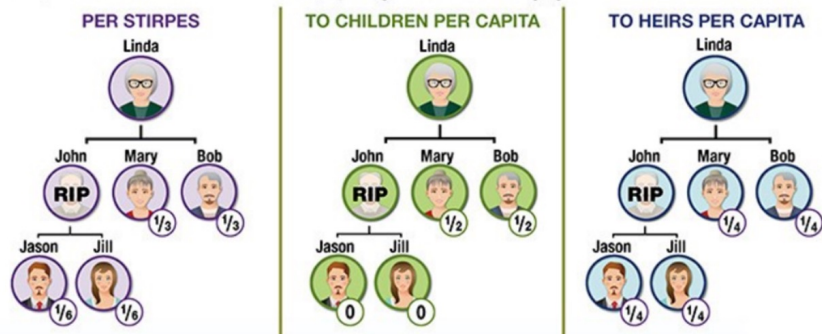 PER STIRPES
Linda
John Mary Bob
RIP
1/3 1/3
Jason Jill
1/6 1/6
TO CHILDREN PER CAPITA
Linda
John Mary Bob
RIP
1/2 1/2
Jason Jill
0 0
TO HEIRS PER CAPITA
Linda
John Mary Bob
RIP
1/4 1/4
Jason Jill
1/4 1/4